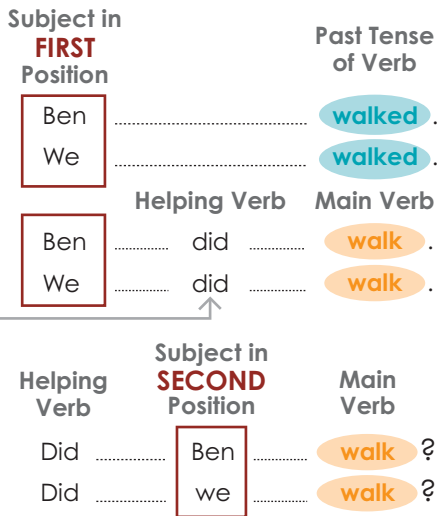 Subject in
FIRST
Position
Past Tense
of Verb
Ben ........................ walked .
We ........................ walked .
Helping Verb Main Verb
Ben ........ did ........ walk .
We ........ did ........ walk .
Helping
Verb
Subject in
SECOND
Position
Main
Verb
Did ........ Ben ........ walk ?
Did ........ we ........ walk ?